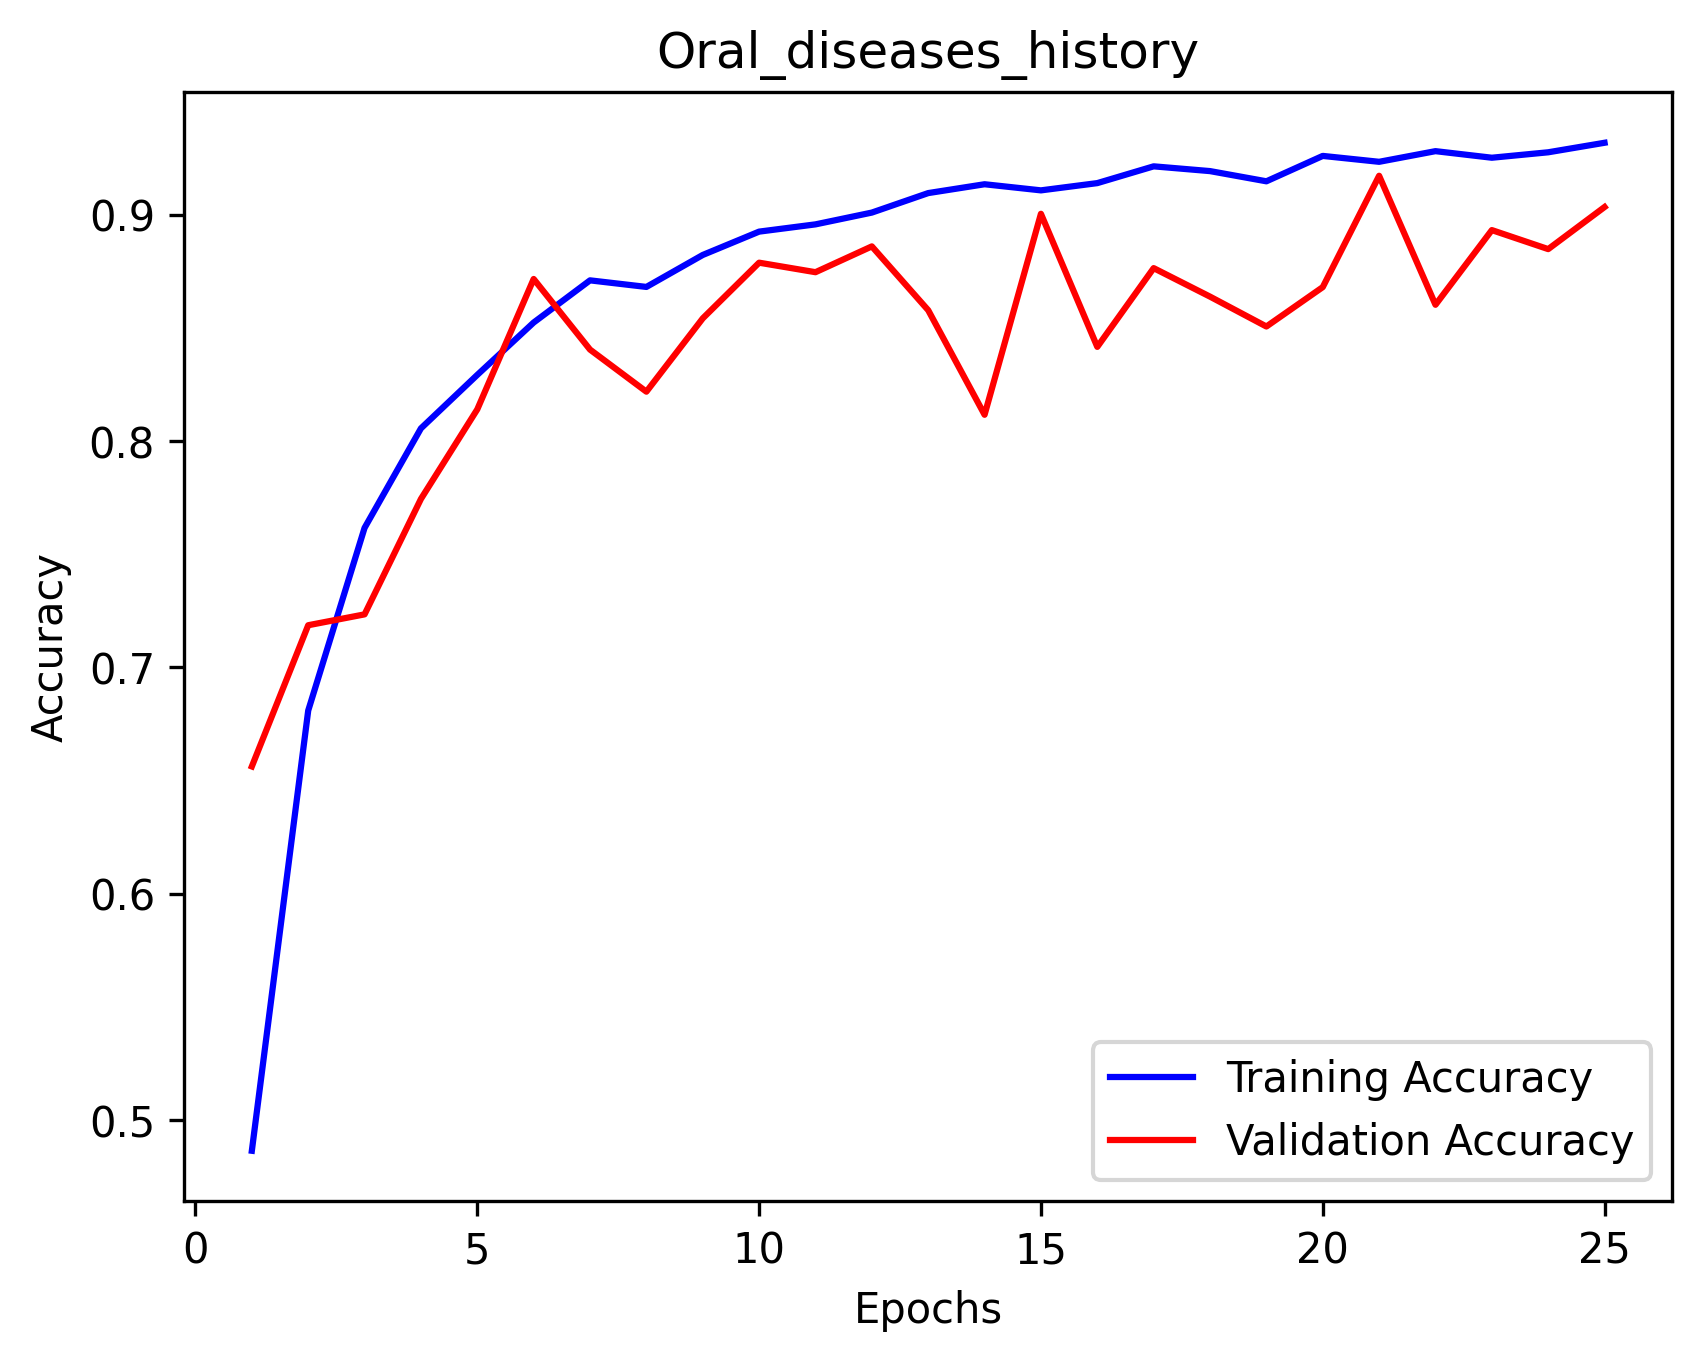 Oral_diseases_history
Accuracy
0.9
0.8
0.7
0.6
0.5
0 5 10 15 20 25
Epochs
Training Accuracy
Validation Accuracy